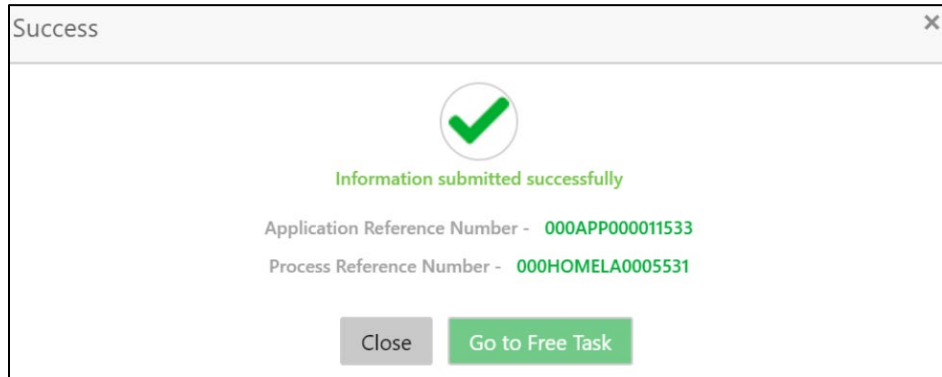 Success ×
Information submitted successfully
Application Reference Number - 000APP000011533
Process Reference Number - 000HOMELA0005531
Close Go to Free Task